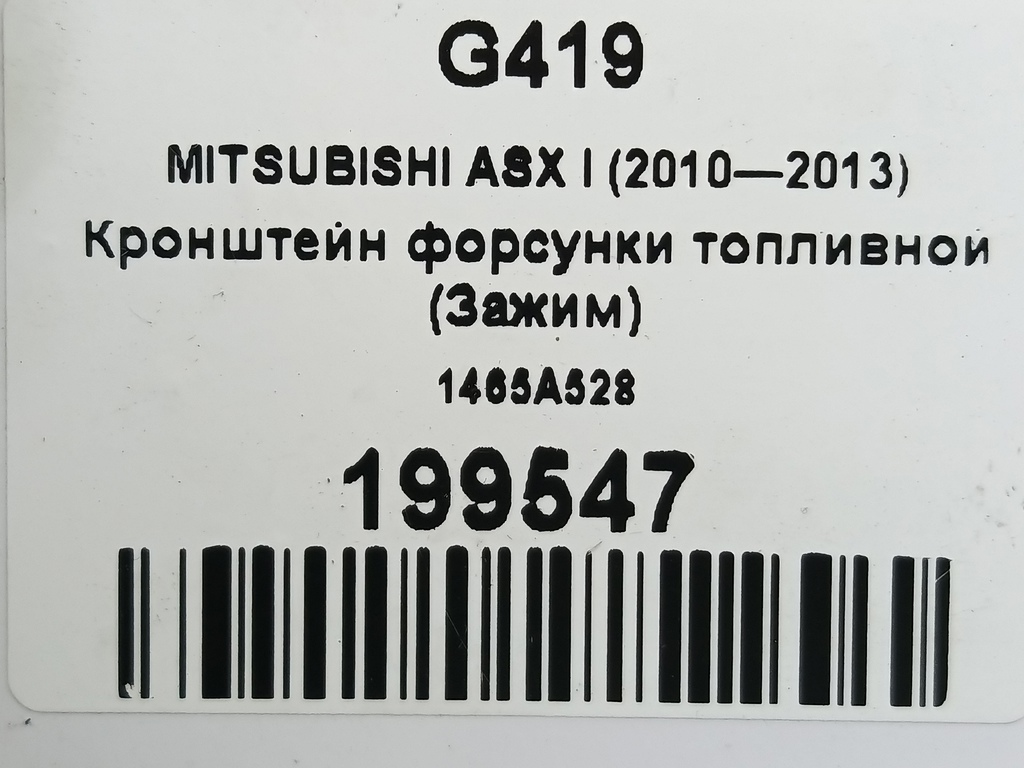 G419
MITSUBISHI ASX I (2010—2013)
Кронштейн форсунки топливной
(Зажим)
1465A528
199547